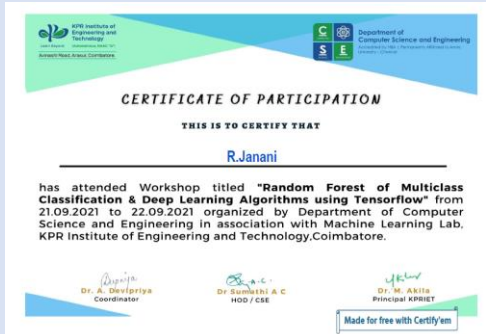 KPR Institute of
Engineering and
Technology
Avinashi Road, Arasur, Coimbatore.
C S E
Department of
Computer Science and Engineering
CERTIFICATE OF PARTICIPATION
THIS IS TO CERTIFY THAT
R.Janani
has attended Workshop titled "Random Forest of Multiclass
Classification & Deep Learning Algorithms using Tensorflow" from
21.09.2021 to 22.09.2021 organized by Department of Computer
Science and Engineering in association with Machine Learning Lab,
KPR Institute of Engineering and Technology,Coimbatore.
Dr. A. Devipriya
Coordinator
Dr Sumathi A C
HOD / CSE
Dr. M. Akila
Principal KPRIET
Made for free with Certify'em